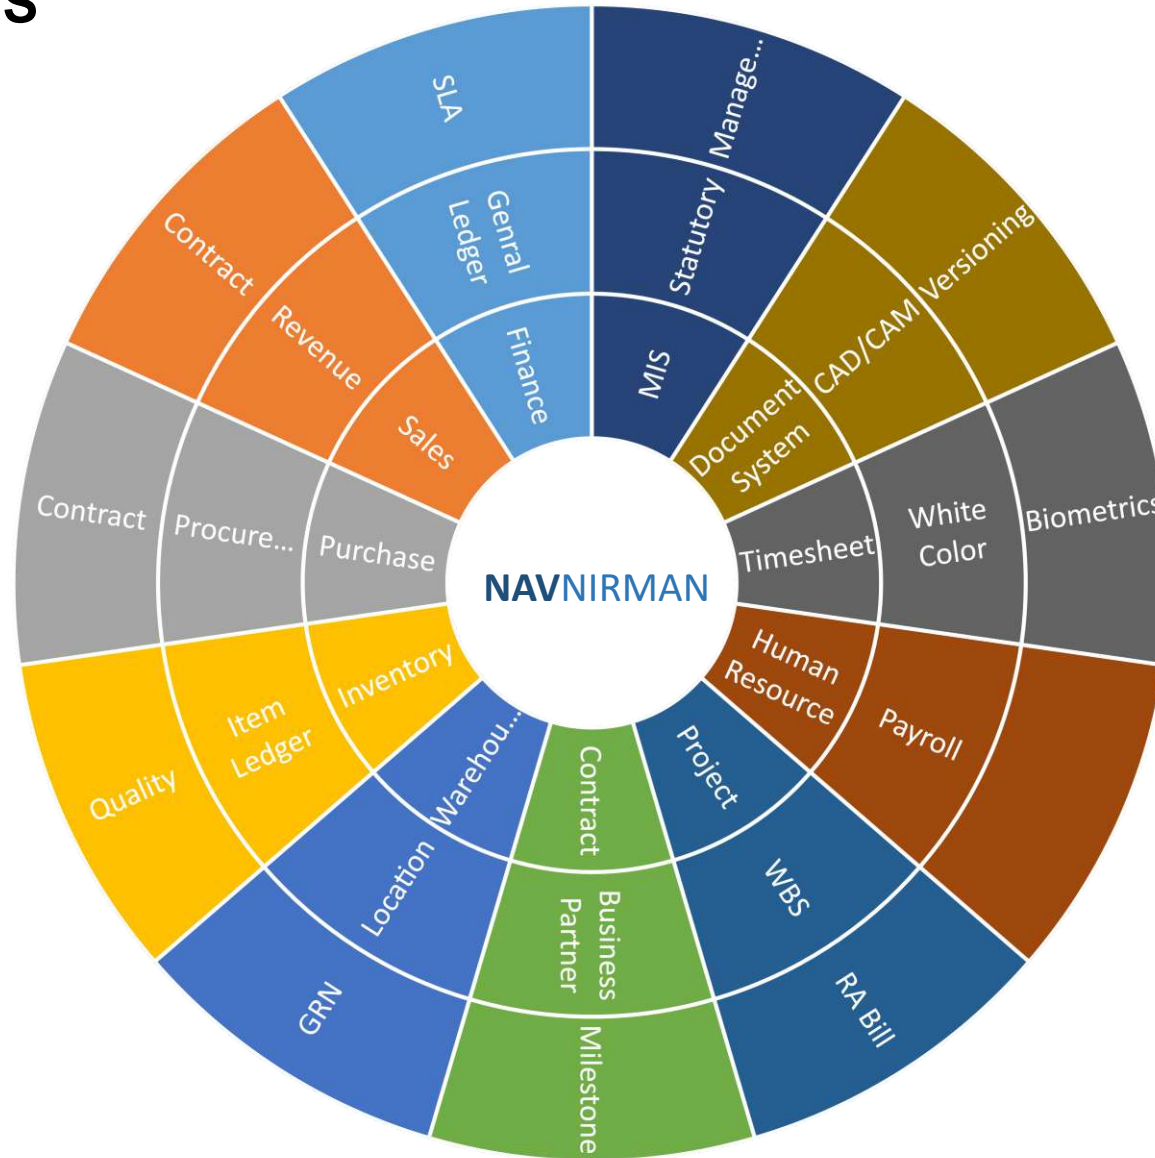 S
Manage...
Statutory
MIS
Versioning
CAD/CAM
Document
System
Biometrics
White
Color
Timesheet
Human
Resource
Payroll
Project
WBS
RA Bill
Contract
Business
Partner
Milestone
Warehou...
Location
GRN
Inventory
Item
Ledger
Quality
Purchase
Procure...
Contract
Sales
Revenue
Contract
Finance
Genral
Ledger
SLA
NAVNIRMAN